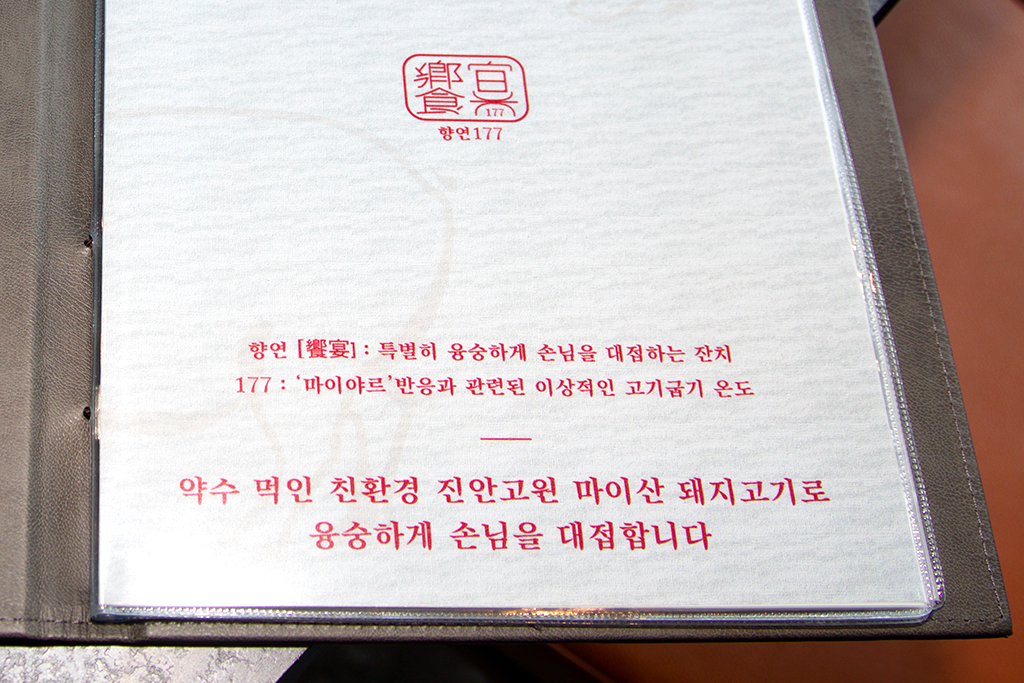 饗宴
177
향연177
향연 [饗宴] : 특별히 융숭하게 손님을 대접하는 잔치
177 : ‘마이야르’반응과 관련된 이상적인 고기굽기 온도
약수 먹인 친환경 진안고원 마이산 돼지고기로
융숭하게 손님을 대접합니다